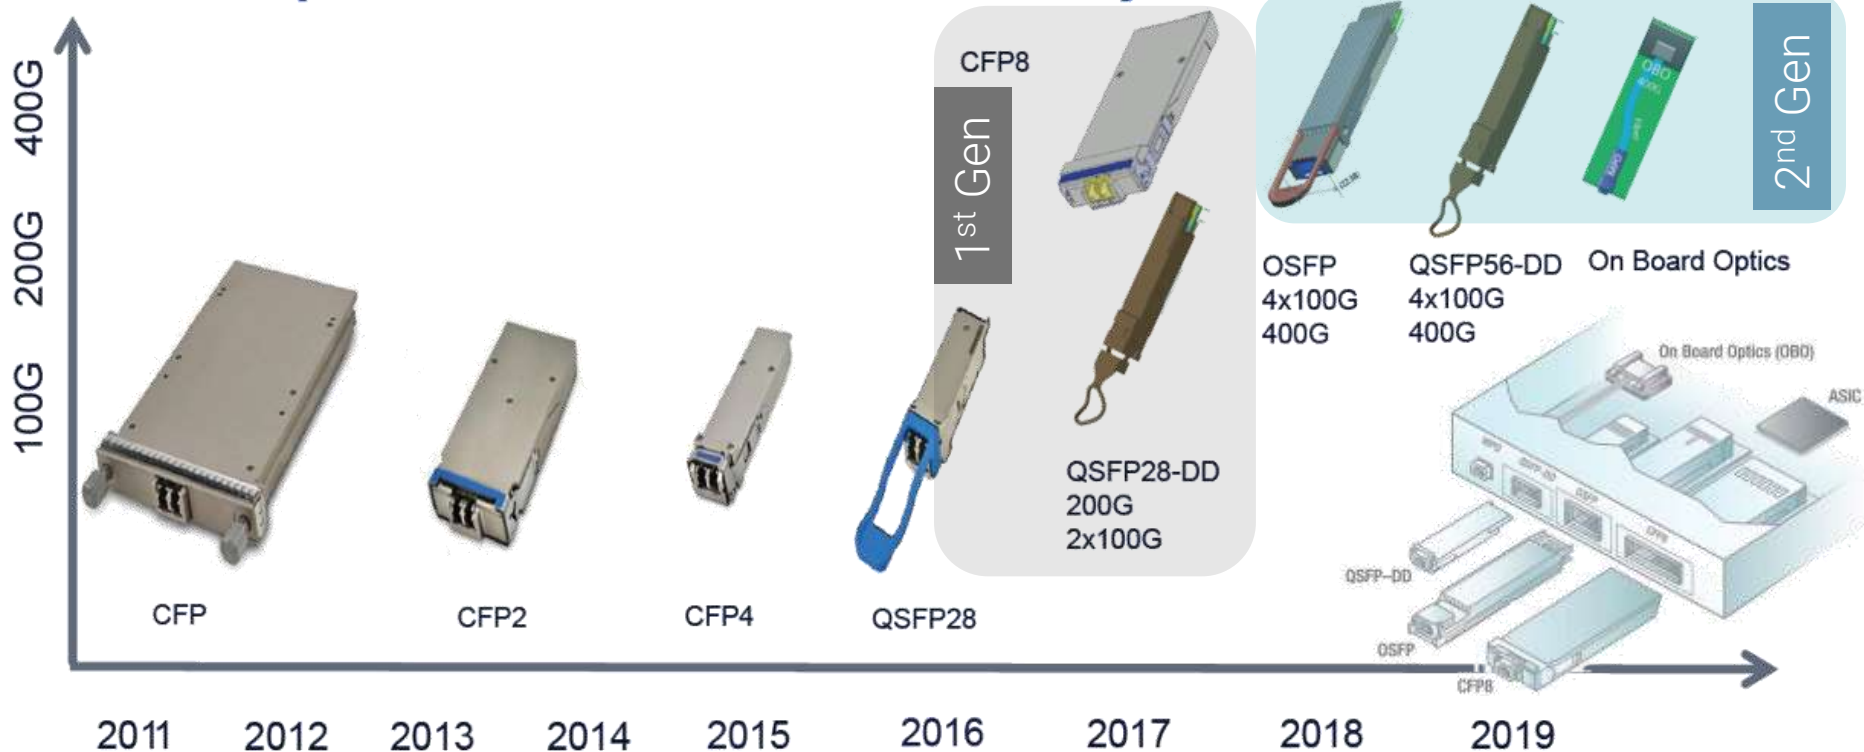 400G
200G
100G
CFP8
1st Gen
2nd Gen
OBO
400G
OSFP
4x100G
400G
QSFP56-DD
4x100G
400G
On Board Optics
QSFP28-DD
200G
2x100G
On Board Optics (OBO)
ASIC
QSFP-DD
OSFP
CFP8
CFP
CFP2
CFP4
QSFP28
2011 2012 2013 2014 2015 2016 2017 2018 2019